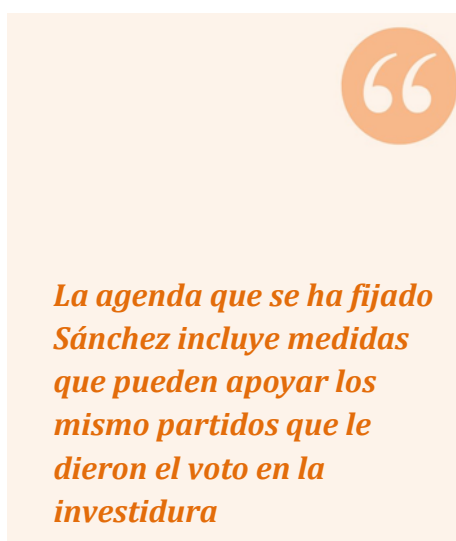 “
La agenda que se ha fijado
Sánchez incluye medidas
que pueden apoyar los
mismo partidos que le
dieron el voto en la
investidura